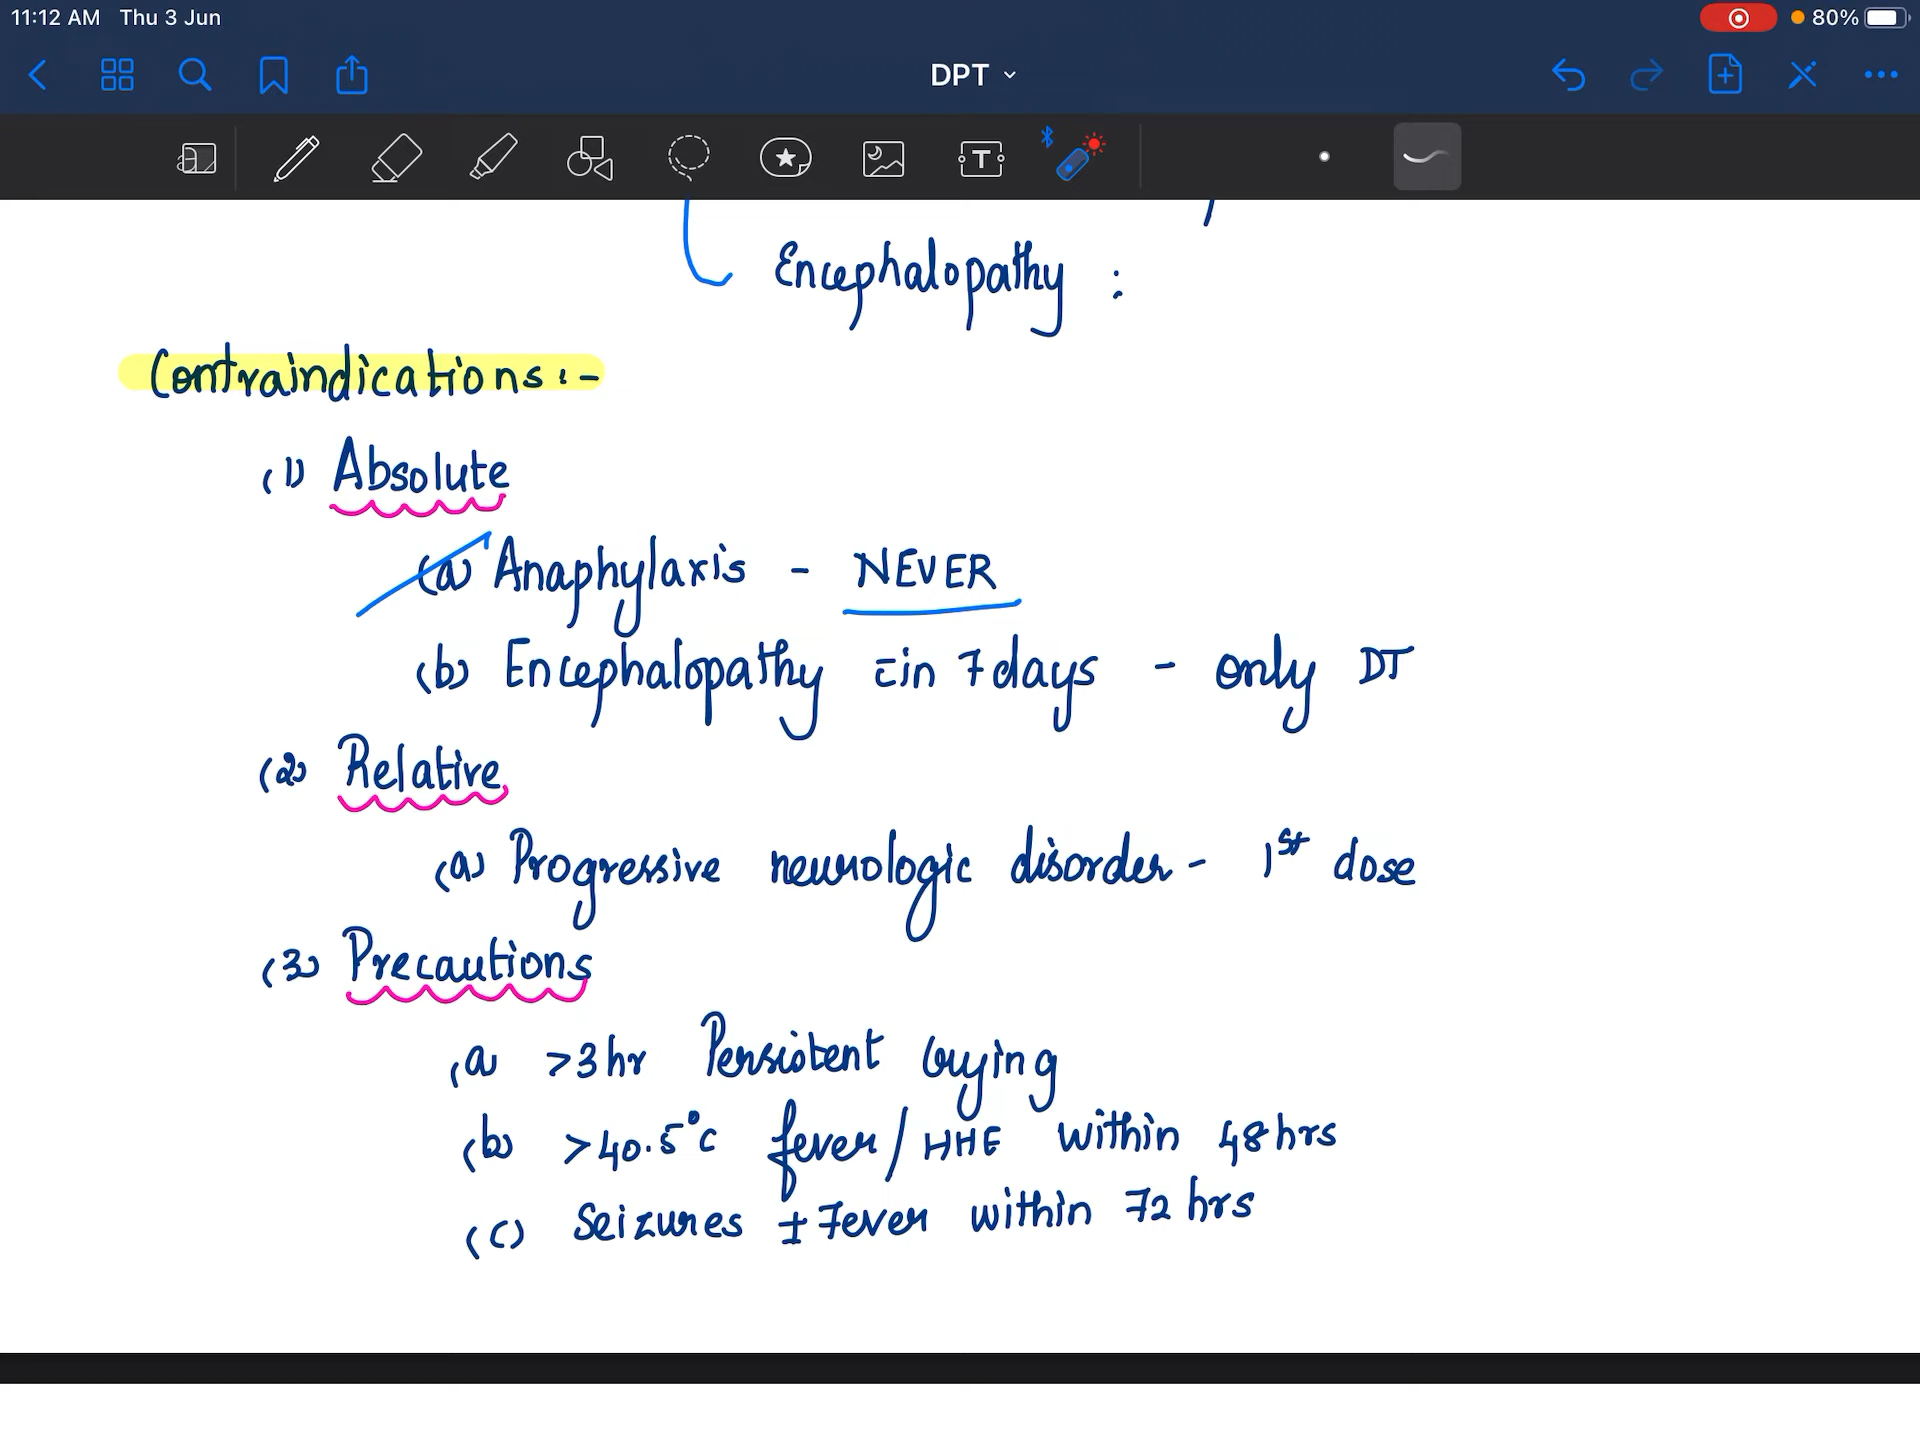 11:12 AM Thu 3 Jun 80%
DPT
T
Encephalopathy :
Contraindications :-
(1) Absolute
(a) Anaphylaxis - NEVER
(b) Encephalopathy c̄in 7 days - only DT
(2) Relative
(a) Progressive neurologic disorder - 1st dose
(3) Precautions
(a) >3 hr Persistent crying
(b) >40.5°c fever / HHE within 48 hrs
(c) Seizures ± Fever within 72 hrs